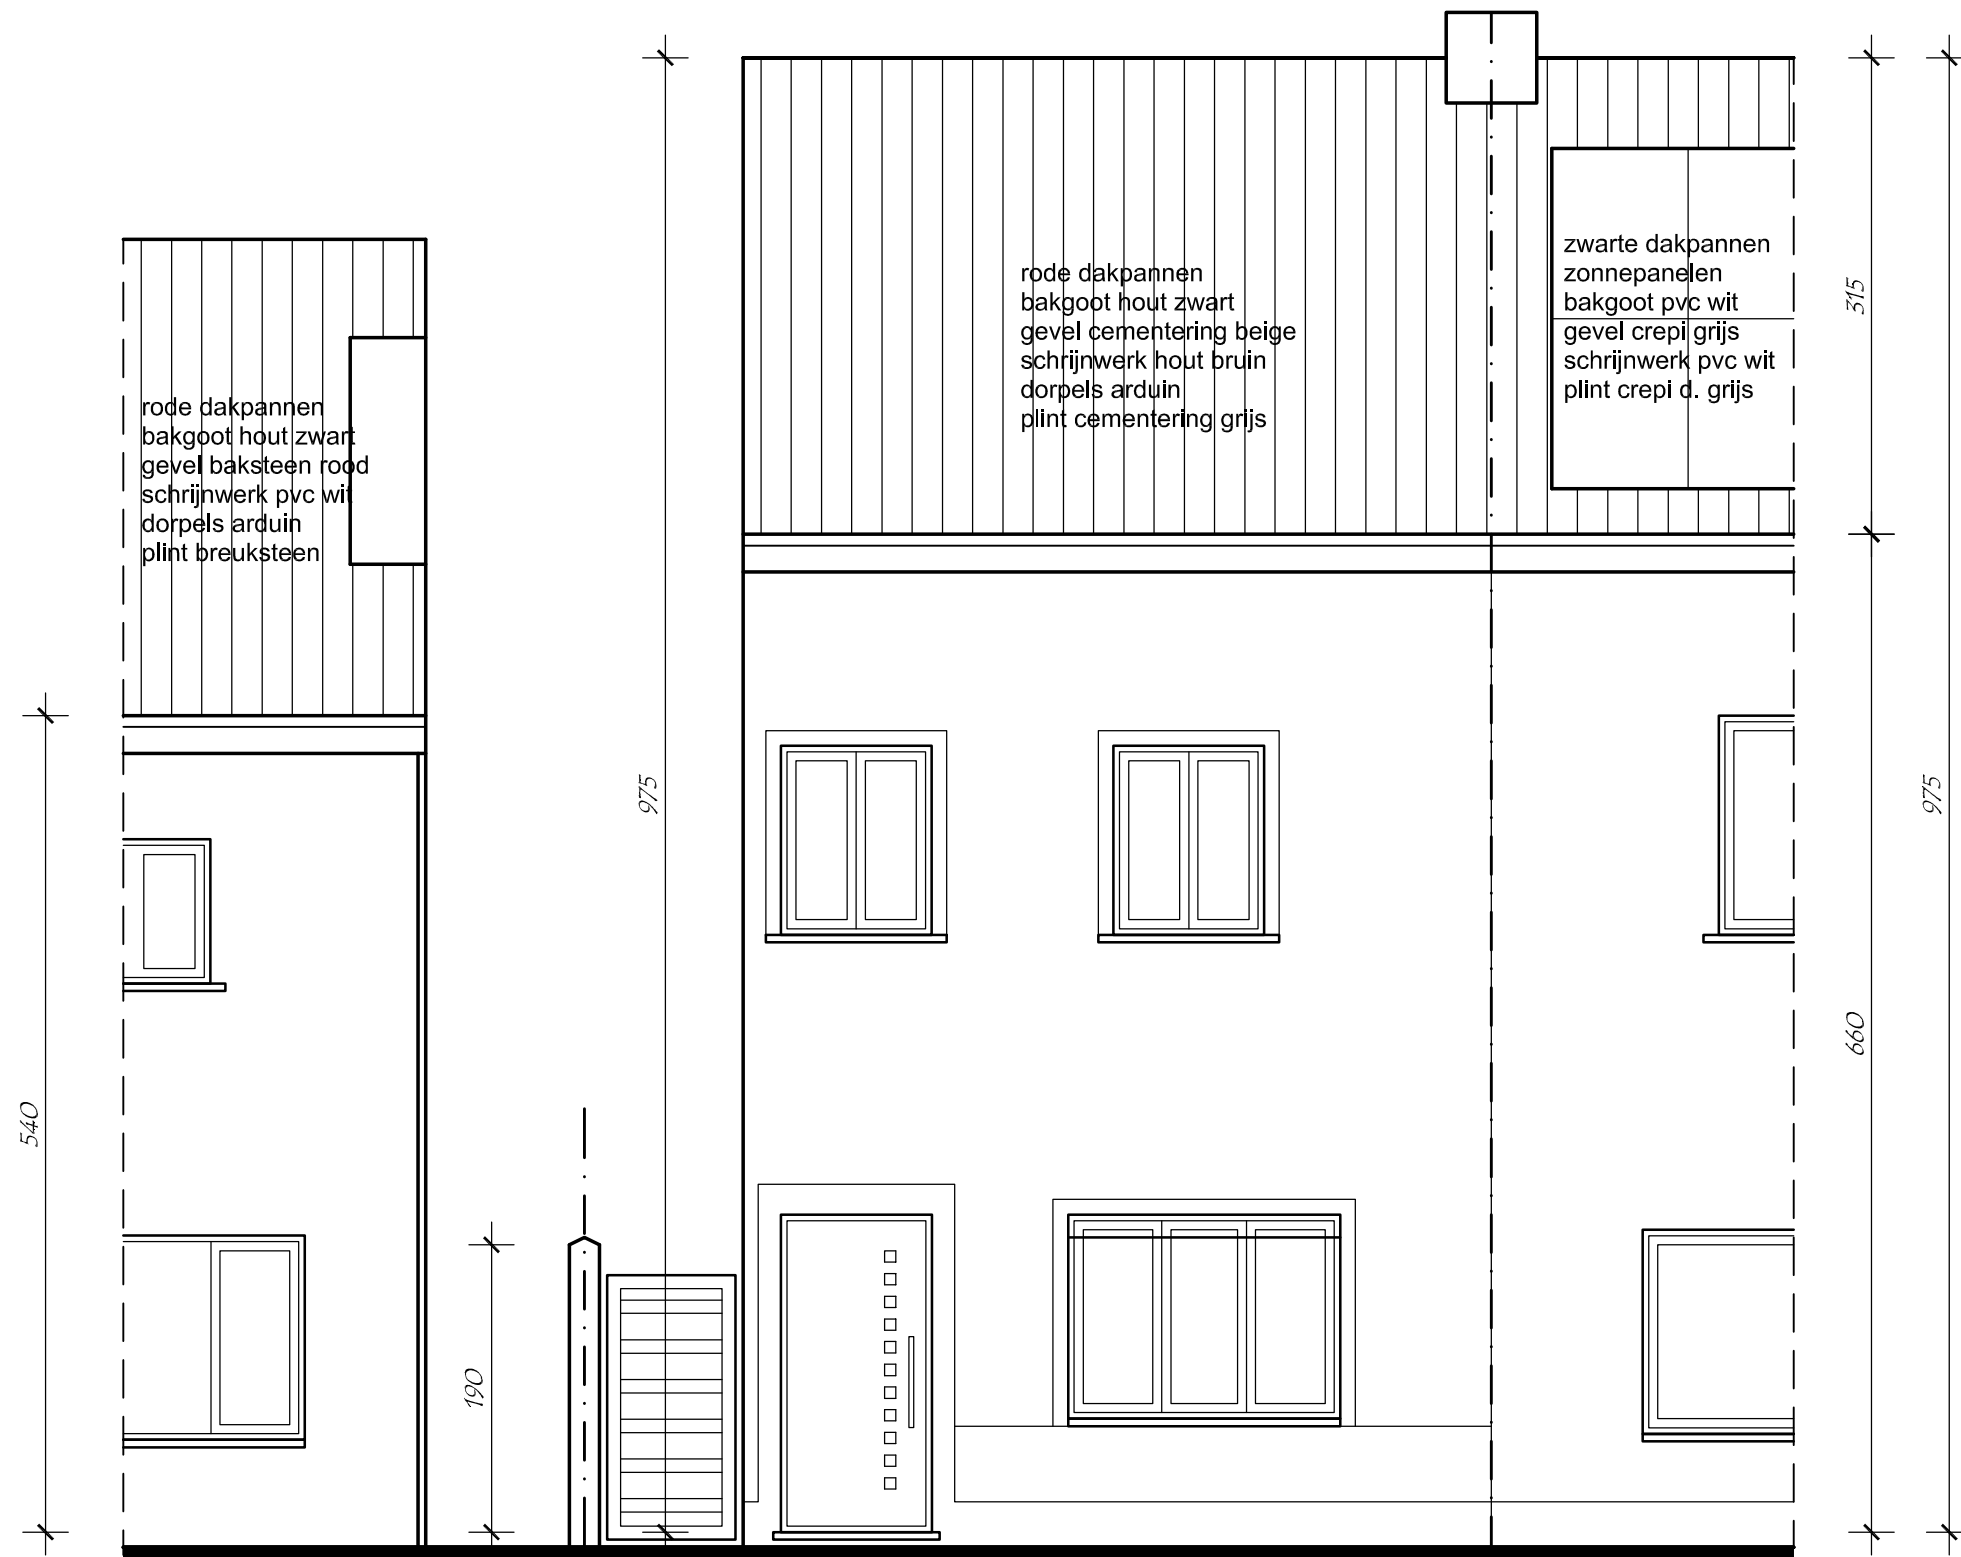 rode dakpannen
bakgoot hout zwart
gevel baksteen rood
schrijnwerk pvc wit
dorpels arduin
plint breuksteen
rode dakpannen
bakgoot hout zwart
gevel cementering beige
schrijnwerk hout bruin
dorpels arduin
plint cementering grijs
zwarte dakpannen
zonnepanelen
bakgoot pvc wit
gevel crepi grijs
schrijnwerk pvc wit
plint crepi d. grijs
540
190
975
315
660
975